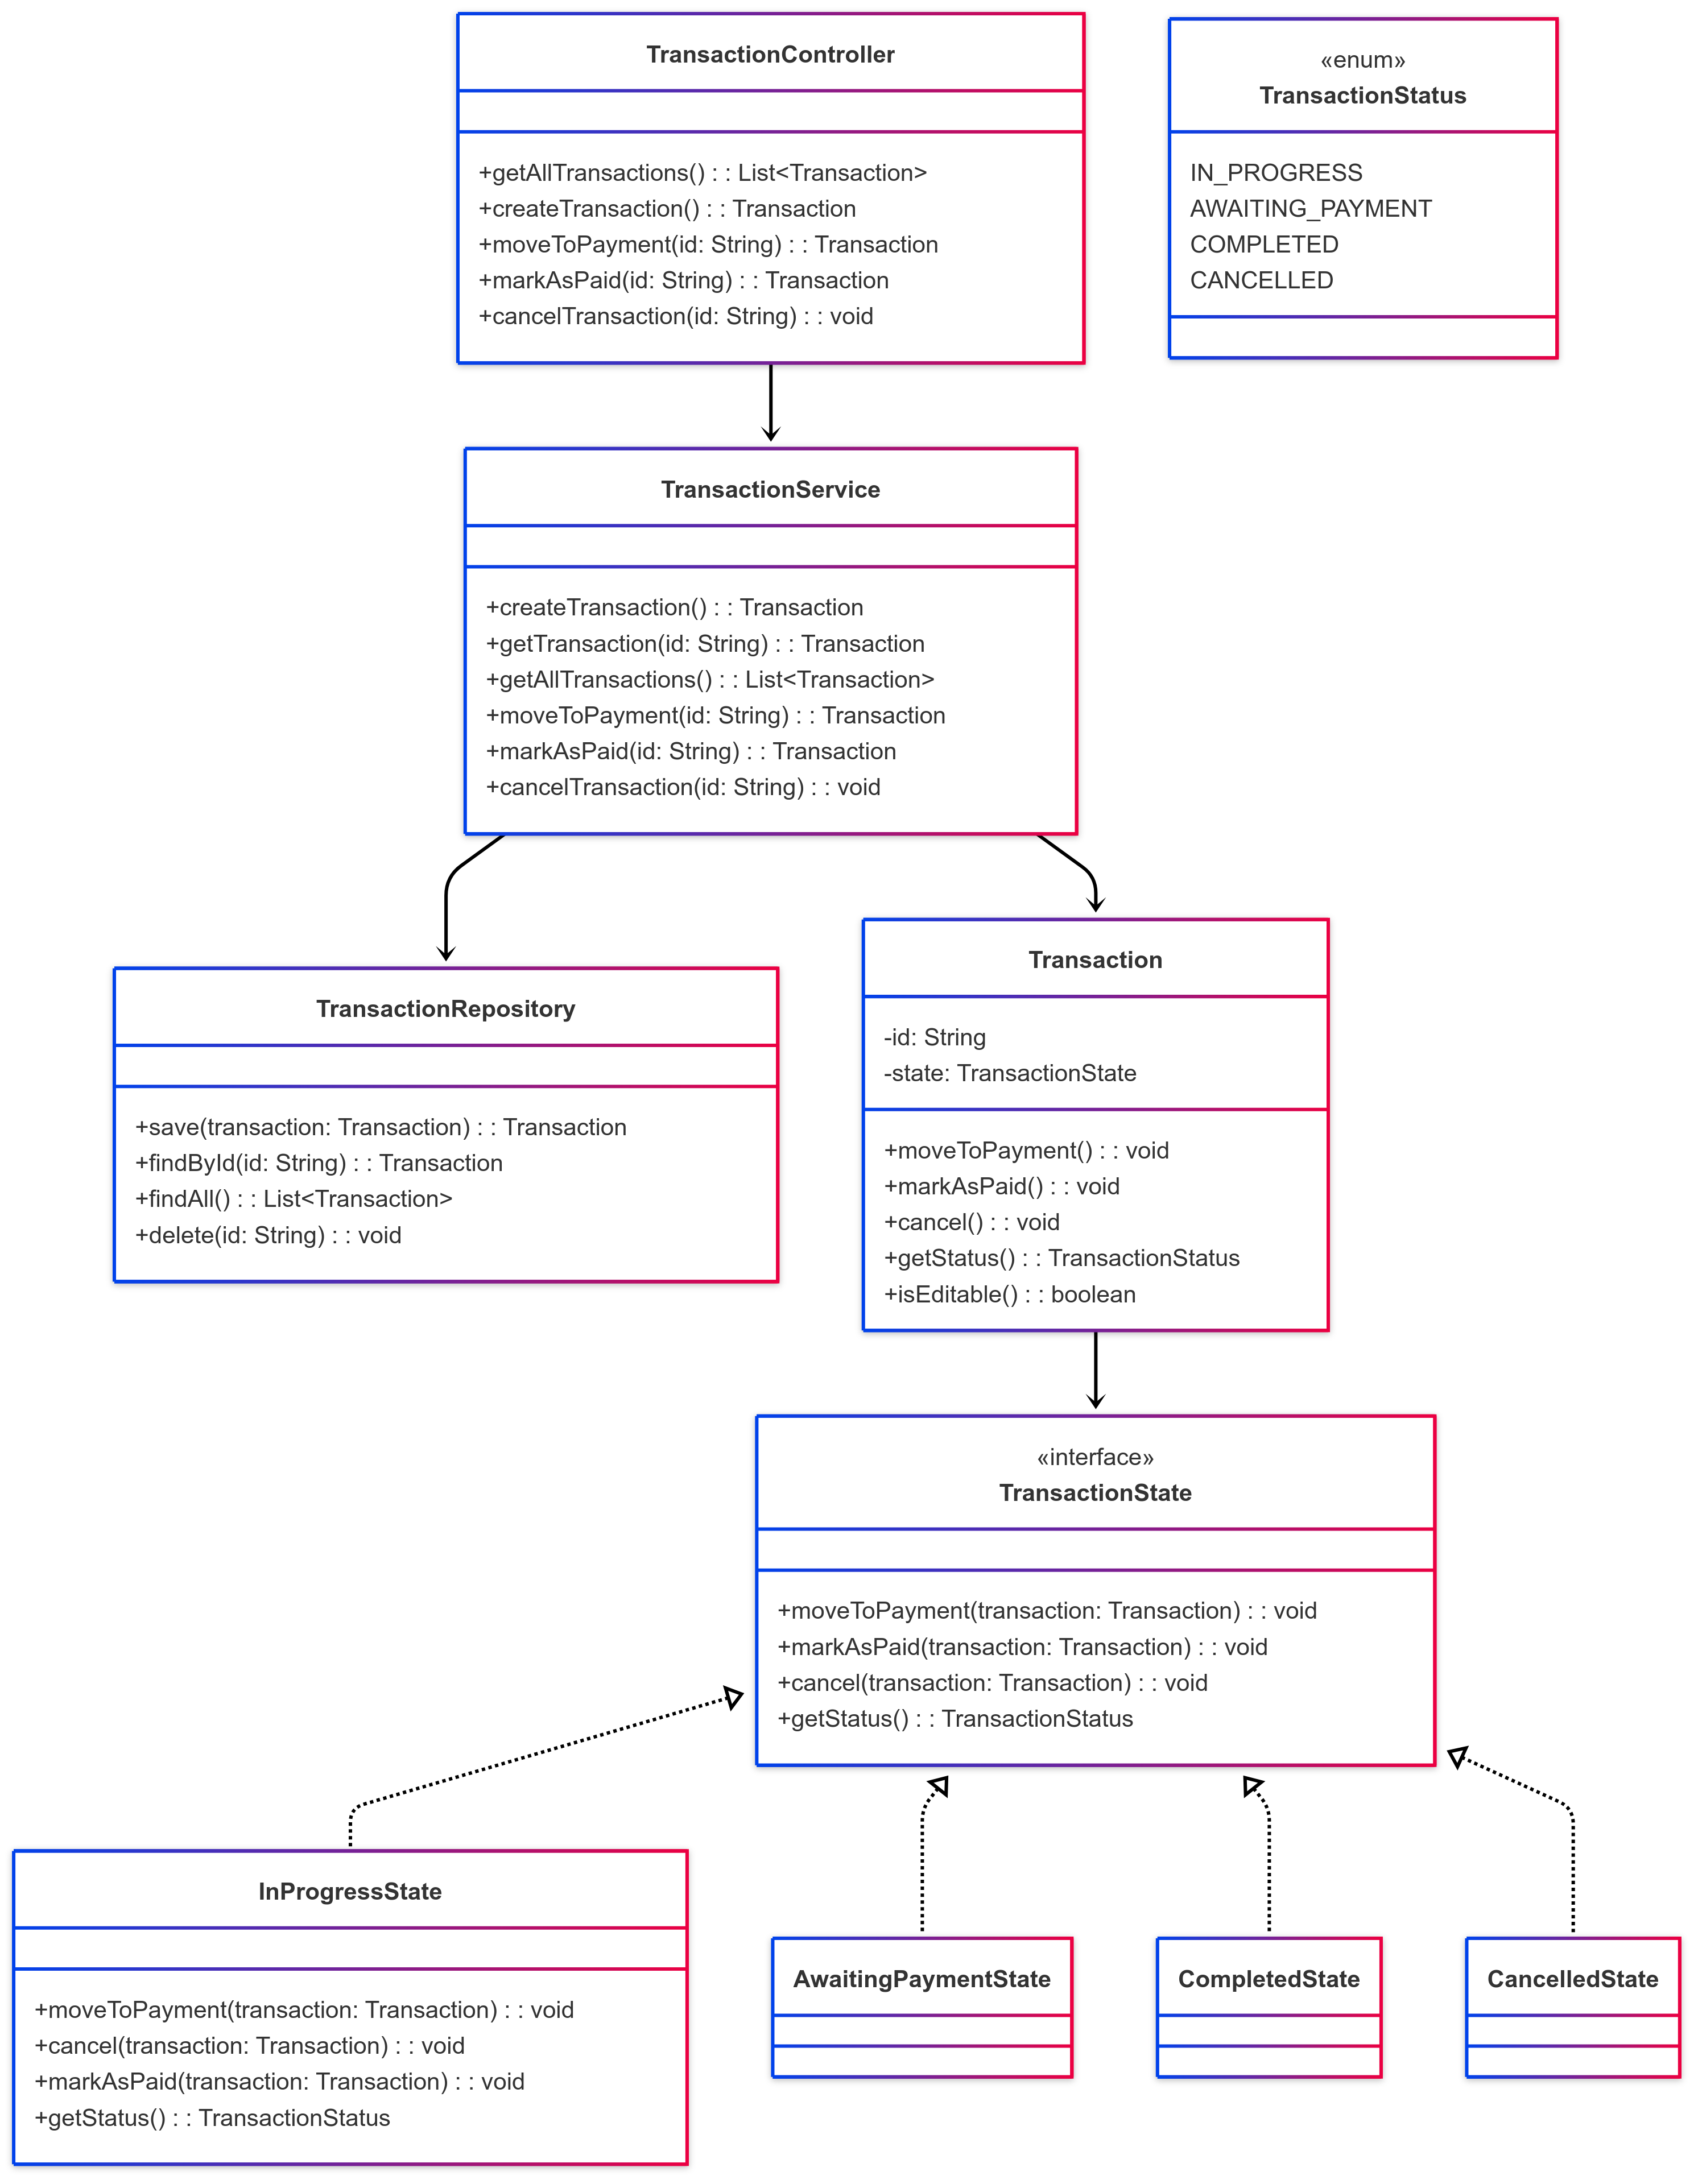 TransactionController
+getAllTransactions() : : List<Transaction>
+createTransaction() : : Transaction
+moveToPayment(id: String) : : Transaction
+markAsPaid(id: String) : : Transaction
+cancelTransaction(id: String) : : void
«enum»
TransactionStatus
IN_PROGRESS
AWAITING_PAYMENT
COMPLETED
CANCELLED
TransactionService
+createTransaction() : : Transaction
+getTransaction(id: String) : : Transaction
+getAllTransactions() : : List<Transaction>
+moveToPayment(id: String) : : Transaction
+markAsPaid(id: String) : : Transaction
+cancelTransaction(id: String) : : void
TransactionRepository
+save(transaction: Transaction) : : Transaction
+findById(id: String) : : Transaction
+findAll() : : List<Transaction>
+delete(id: String) : : void
Transaction
-id: String
-state: TransactionState
+moveToPayment() : : void
+markAsPaid() : : void
+cancel() : : void
+getStatus() : : TransactionStatus
+isEditable() : : boolean
«interface»
TransactionState
+moveToPayment(transaction: Transaction) : : void
+markAsPaid(transaction: Transaction) : : void
+cancel(transaction: Transaction) : : void
+getStatus() : : TransactionStatus
InProgressState
+moveToPayment(transaction: Transaction) : : void
+cancel(transaction: Transaction) : : void
+markAsPaid(transaction: Transaction) : : void
+getStatus() : : TransactionStatus
AwaitingPaymentState
CompletedState
CancelledState